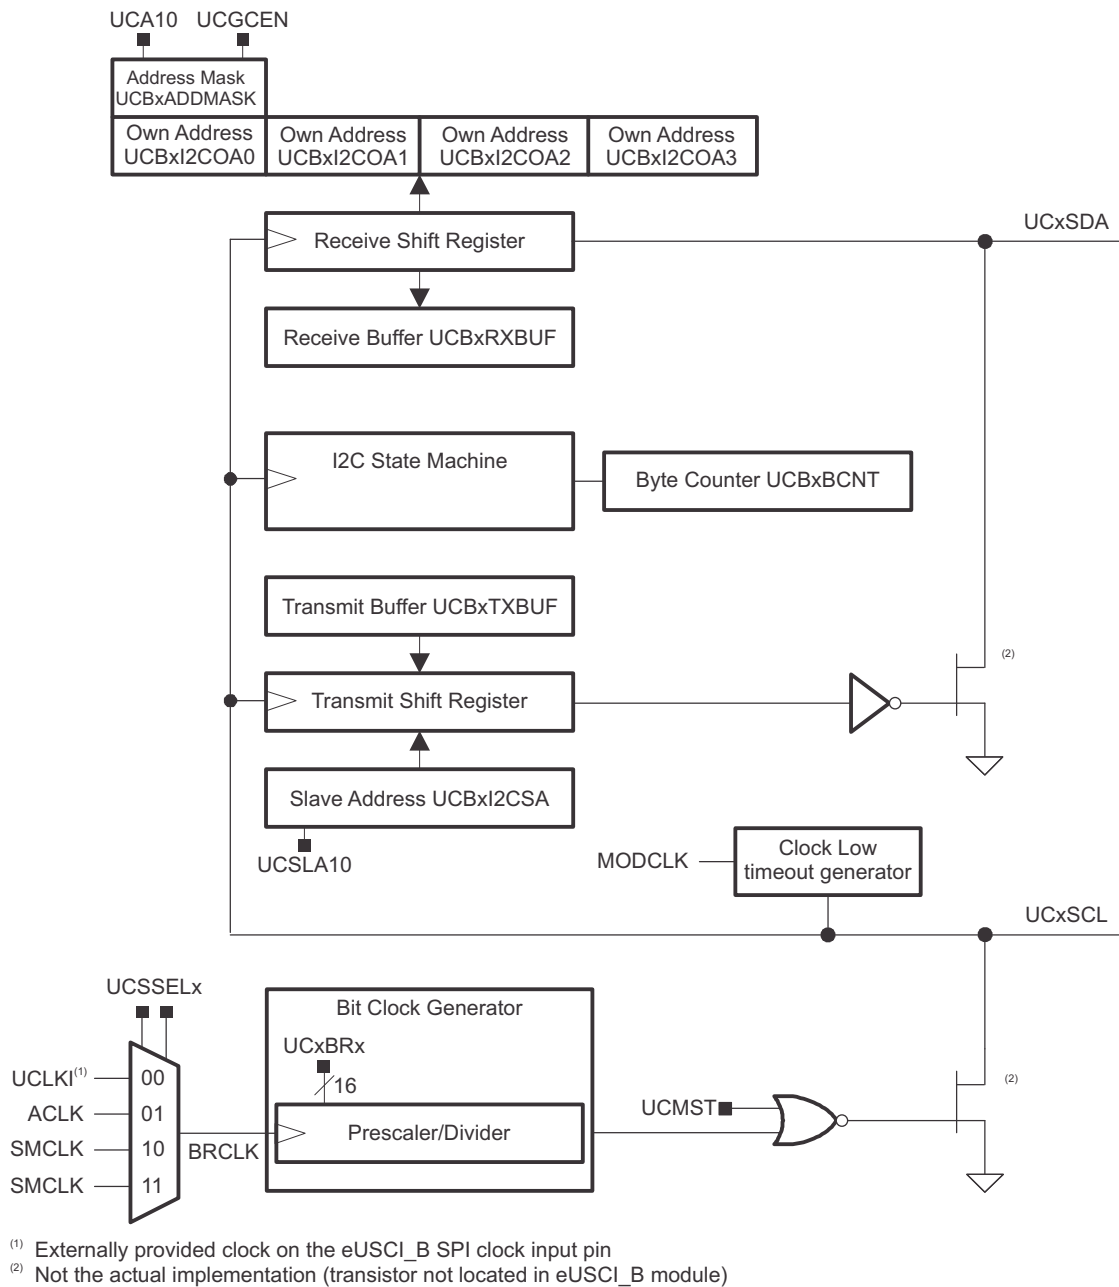 UCA10 UCGCEN
Address Mask
UCBxADDMASK
Own Address
UCBxI2COA0
Own Address
UCBxI2COA1
Own Address
UCBxI2COA2
Own Address
UCBxI2COA3
Receive Shift Register
UCxSDA
Receive Buffer UCBxRXBUF
I2C State Machine
Byte Counter UCBxBCNT
Transmit Buffer UCBxTXBUF
(2)
Transmit Shift Register
Slave Address UCBxI2CSA
UCSLA10
MODCLK
Clock Low
timeout generator
UCxSCL
UCSSELx
Bit Clock Generator
UCxBRx
16
UCLKI(1) 00
ACLK 01
SMCLK 10
SMCLK 11
BRCLK
Prescaler/Divider
UCMST
(2)
(1) Externally provided clock on the eUSCI_B SPI clock input pin
(2) Not the actual implementation (transistor not located in eUSCI_B module)